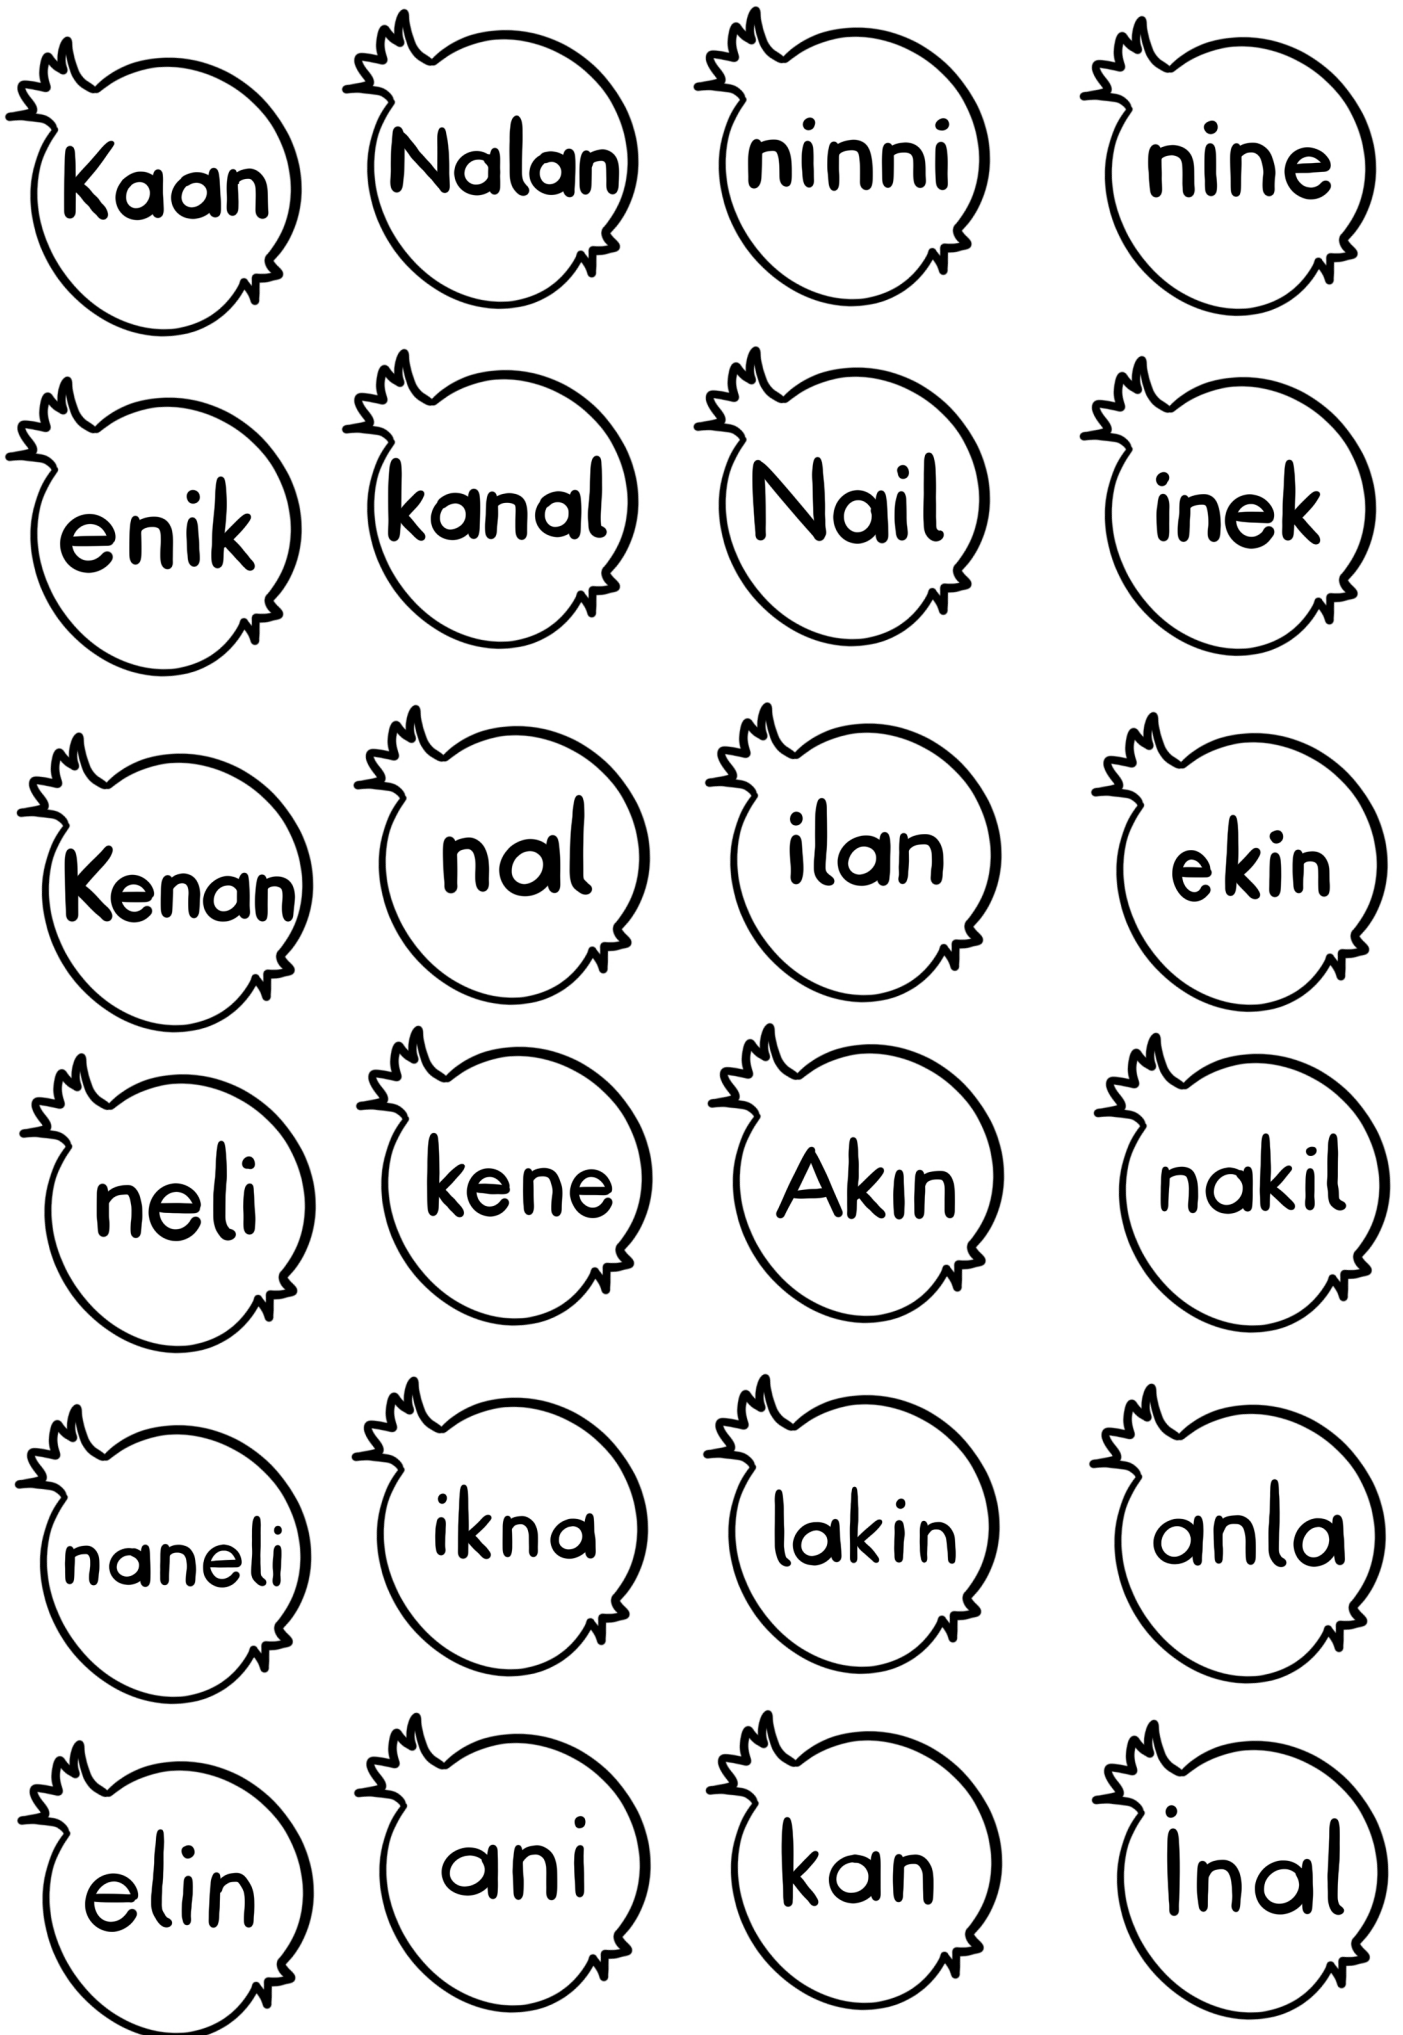 Kaan Nalan ninni nine
enik kanal Nail inek
Kenan nal ilan ekin
neli kene Akın nakil
naneli ikna lakin anla
elin ani kan İnal